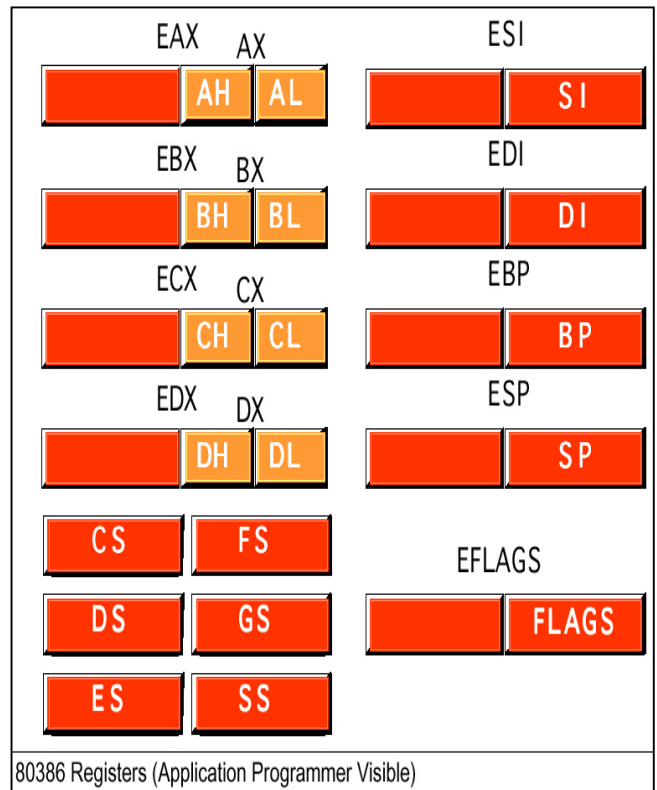 EAX AX ESI
AH AL SI
EBX BX EDI
BH BL DI
ECX CX EBP
CH CL BP
EDX DX ESP
DH DL SP
CS FS
EFLAGS
DS GS FLAGS
ES SS
80386 Registers (Application Programmer Visible)